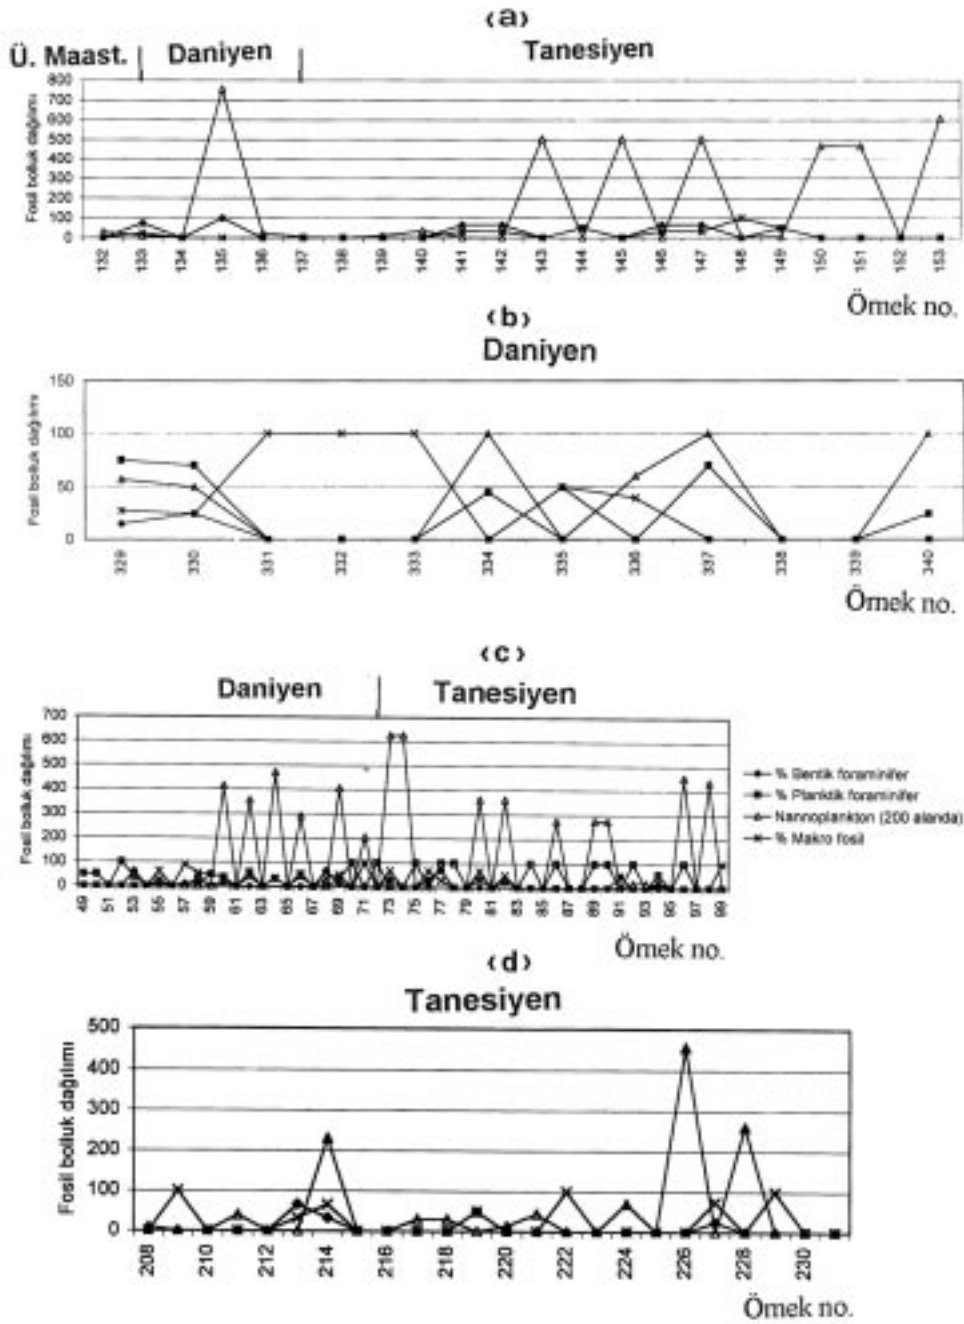 (a)
Ü. Maast. Daniyen Tanesiyen
Fosil bolluk dağılımı
800
700
600
500
400
300
200
100
0
132 133 134 135 136 137 138 139 140 141 142 143 144 145 146 147 148 149 150 151 152 153
Örnek no.
(b)
Daniyen
Fosil bolluk dağılımı
150
100
50
0
329 330 331 332 333 334 335 336 337 338 339 340
Örnek no.
(c)
Daniyen Tanesiyen
Fosil bolluk dağılımı
700
600
500
400
300
200
100
0
49 51 53 55 57 59 61 63 65 67 69 71 73 75 77 79 81 83 85 87 89 91 93 95 97 99
% Bentik foraminifer
% Planktik foraminifer
Nannoplankton (200 alanda)
% Makro fosil
Örnek no.
(d)
Tanesiyen
Fosil bolluk dağılımı
500
400
300
200
100
0
208 210 212 214 216 218 220 222 224 226 228 230
Örnek no.